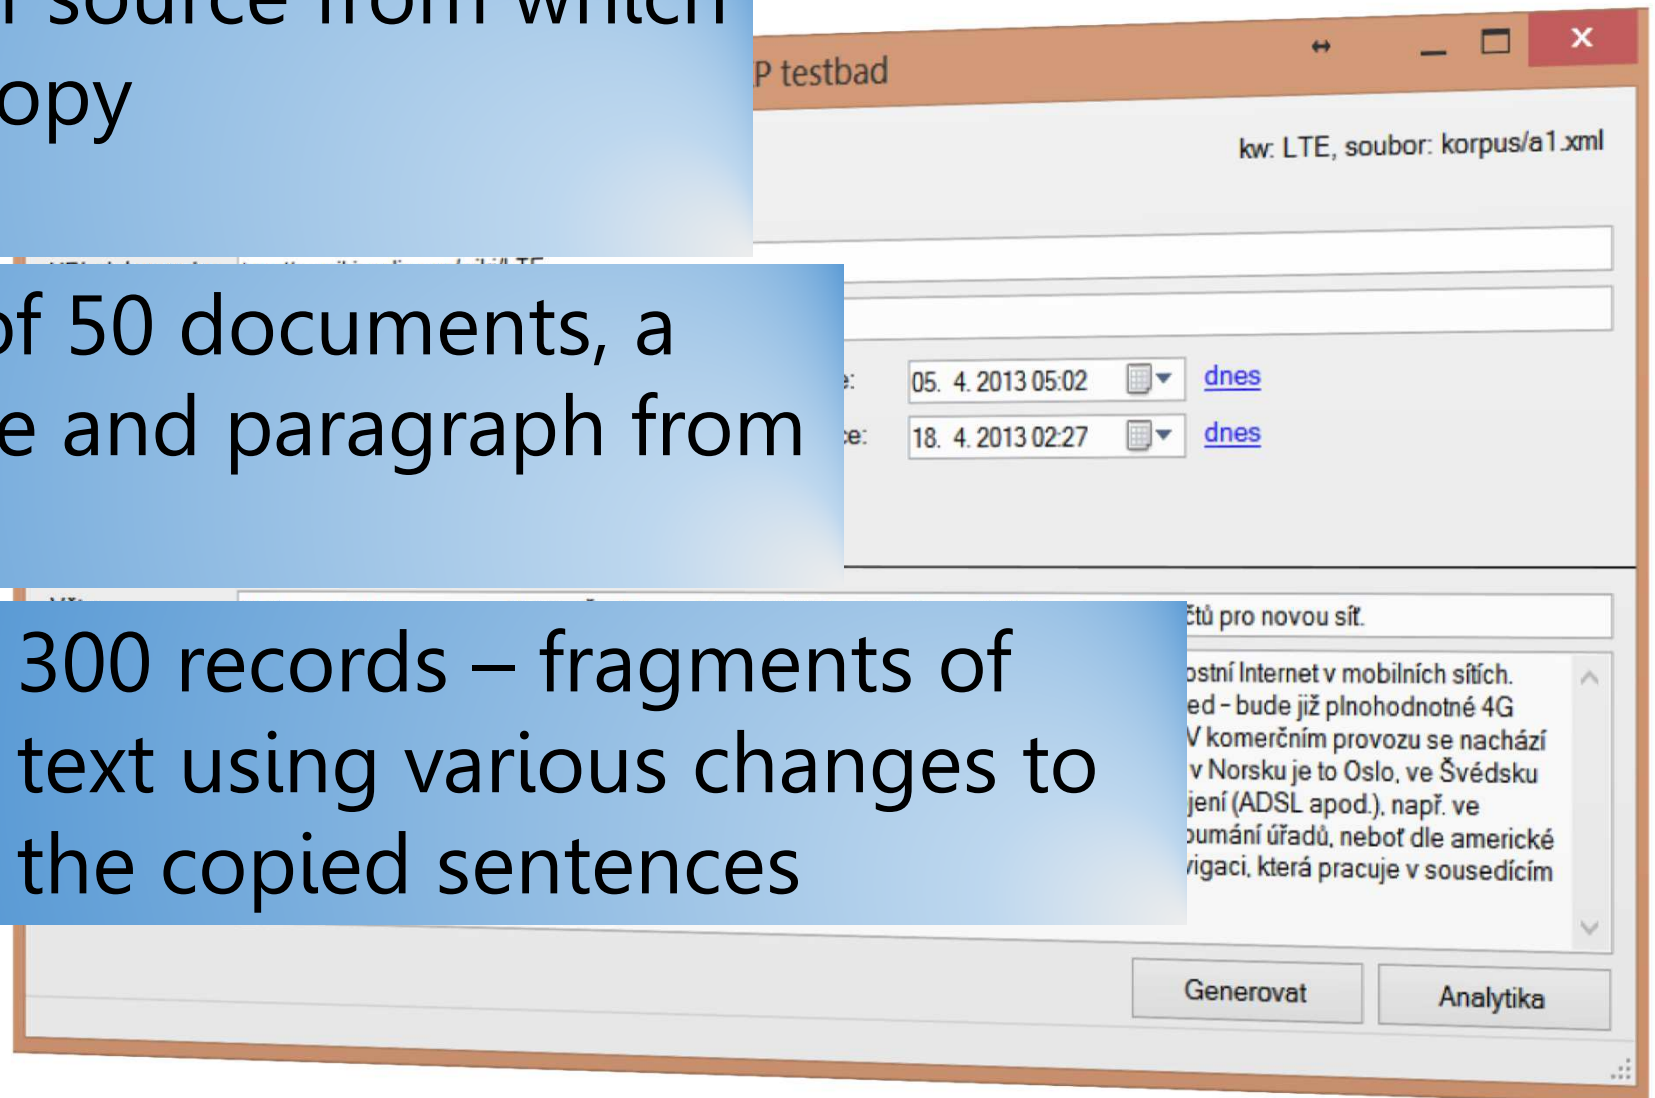 source from which
opy
P testbad
kw: LTE, soubor: korpus/a1.xml
of 50 documents, a
e and paragraph from
e: 05. 4. 2013 05:02 dnes
ce: 18. 4. 2013 02:27 dnes
300 records – fragments of
text using various changes to
the copied sentences
čtů pro novou síť.
ostní Internet v mobilních sítích.
ed - bude již plnohodnotné 4G
V komerčním provozu se nachází
v Norsku je to Oslo, ve Švédsku
jení (ADSL apod.), např. ve
oumání úřadů, neboť dle americké
vigaci, která pracuje v sousedícím
Generovat Analytika